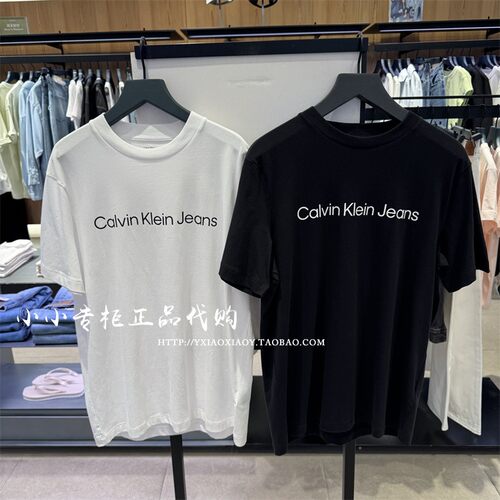 Calvin Klein Jeans
Calvin Klein Jeans
小小专柜正品代购
HTTP://YXIAOXIAOY.TAOBAO.COM